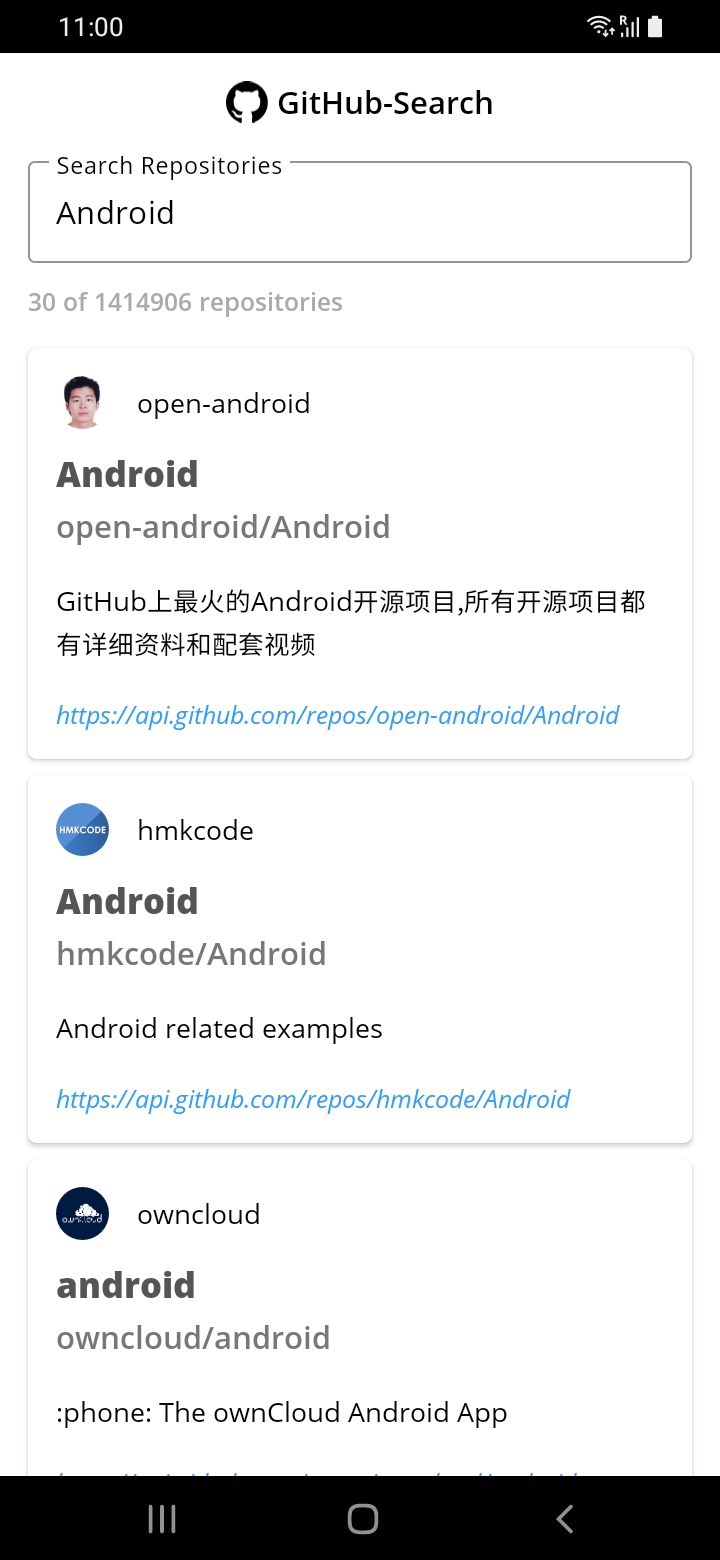 11:00
R
GitHub-Search
Search Repositories
Android
30 of 1414906 repositories
open-android
Android
open-android/Android
GitHub上最火的Android开源项目,所有开源项目都
有详细资料和配套视频
https://api.github.com/repos/open-android/Android
HMKCODE
hmkcode
Android
hmkcode/Android
Android related examples
https://api.github.com/repos/hmkcode/Android
owncloud
owncloud
android
owncloud/android
:phone: The ownCloud Android App